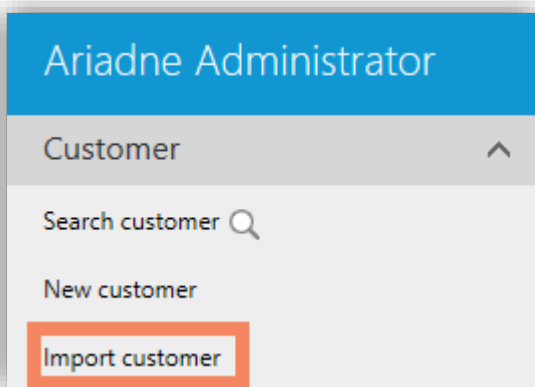 Ariadne Administrator
Customer
Search customer
New customer
Import customer